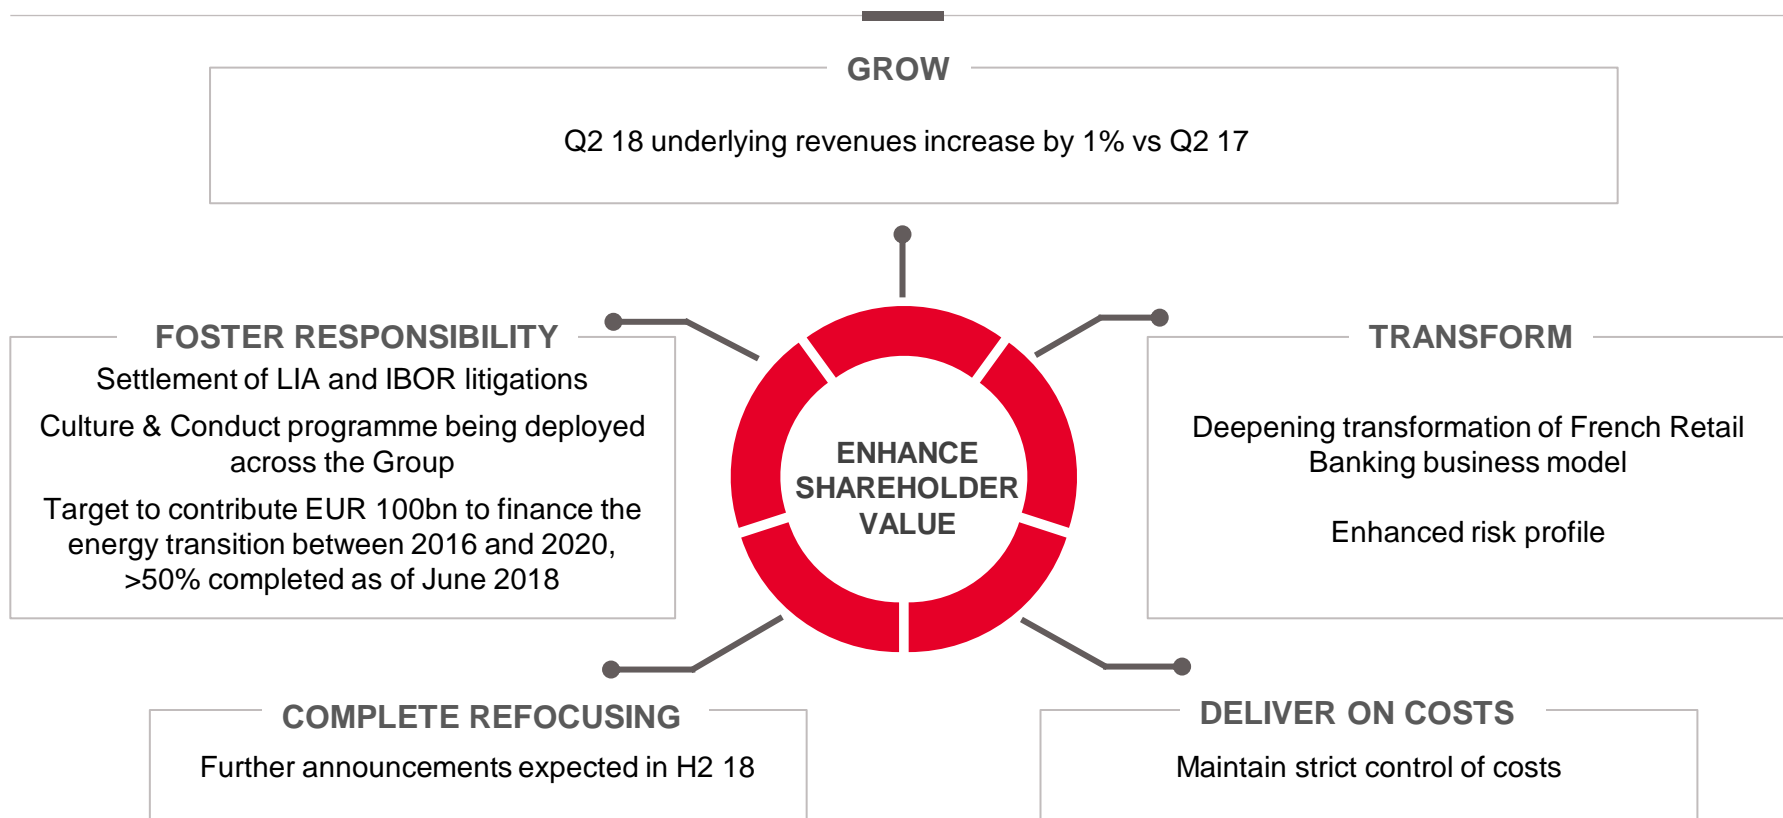 GROW
Q2 18 underlying revenues increase by 1% vs Q2 17
FOSTER RESPONSIBILITY
Settlement of LIA and IBOR litigations
Culture & Conduct programme being deployed
across the Group
Target to contribute EUR 100bn to finance the
energy transition between 2016 and 2020,
>50% completed as of June 2018
ENHANCE
SHAREHOLDER
VALUE
TRANSFORM
Deepening transformation of French Retail
Banking business model
Enhanced risk profile
COMPLETE REFOCUSING
Further announcements expected in H2 18
DELIVER ON COSTS
Maintain strict control of costs